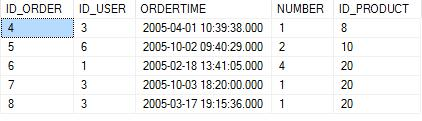 ID_ORDER ID_USER ORDERTIME NUMBER ID_PRODUCT
4 3 2005-04-01 10:39:38.000 1 8
5 6 2005-10-02 09:40:29.000 2 10
6 1 2005-02-18 13:41:05.000 4 20
7 3 2005-10-03 18:20:00.000 1 20
8 3 2005-03-17 19:15:36.000 1 20